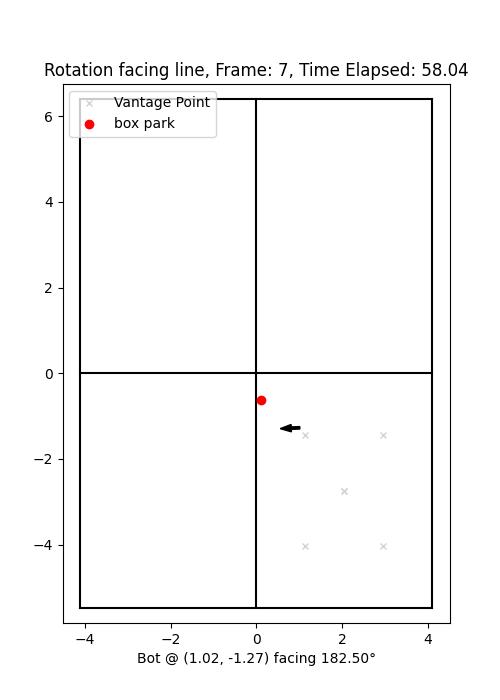 Rotation facing line, Frame: 7, Time Elapsed: 58.04
Vantage Point
box park
6
4
2
0
−2
−4
−4
−2
0
2
4
Bot @ (1.02, -1.27) facing 182.50°